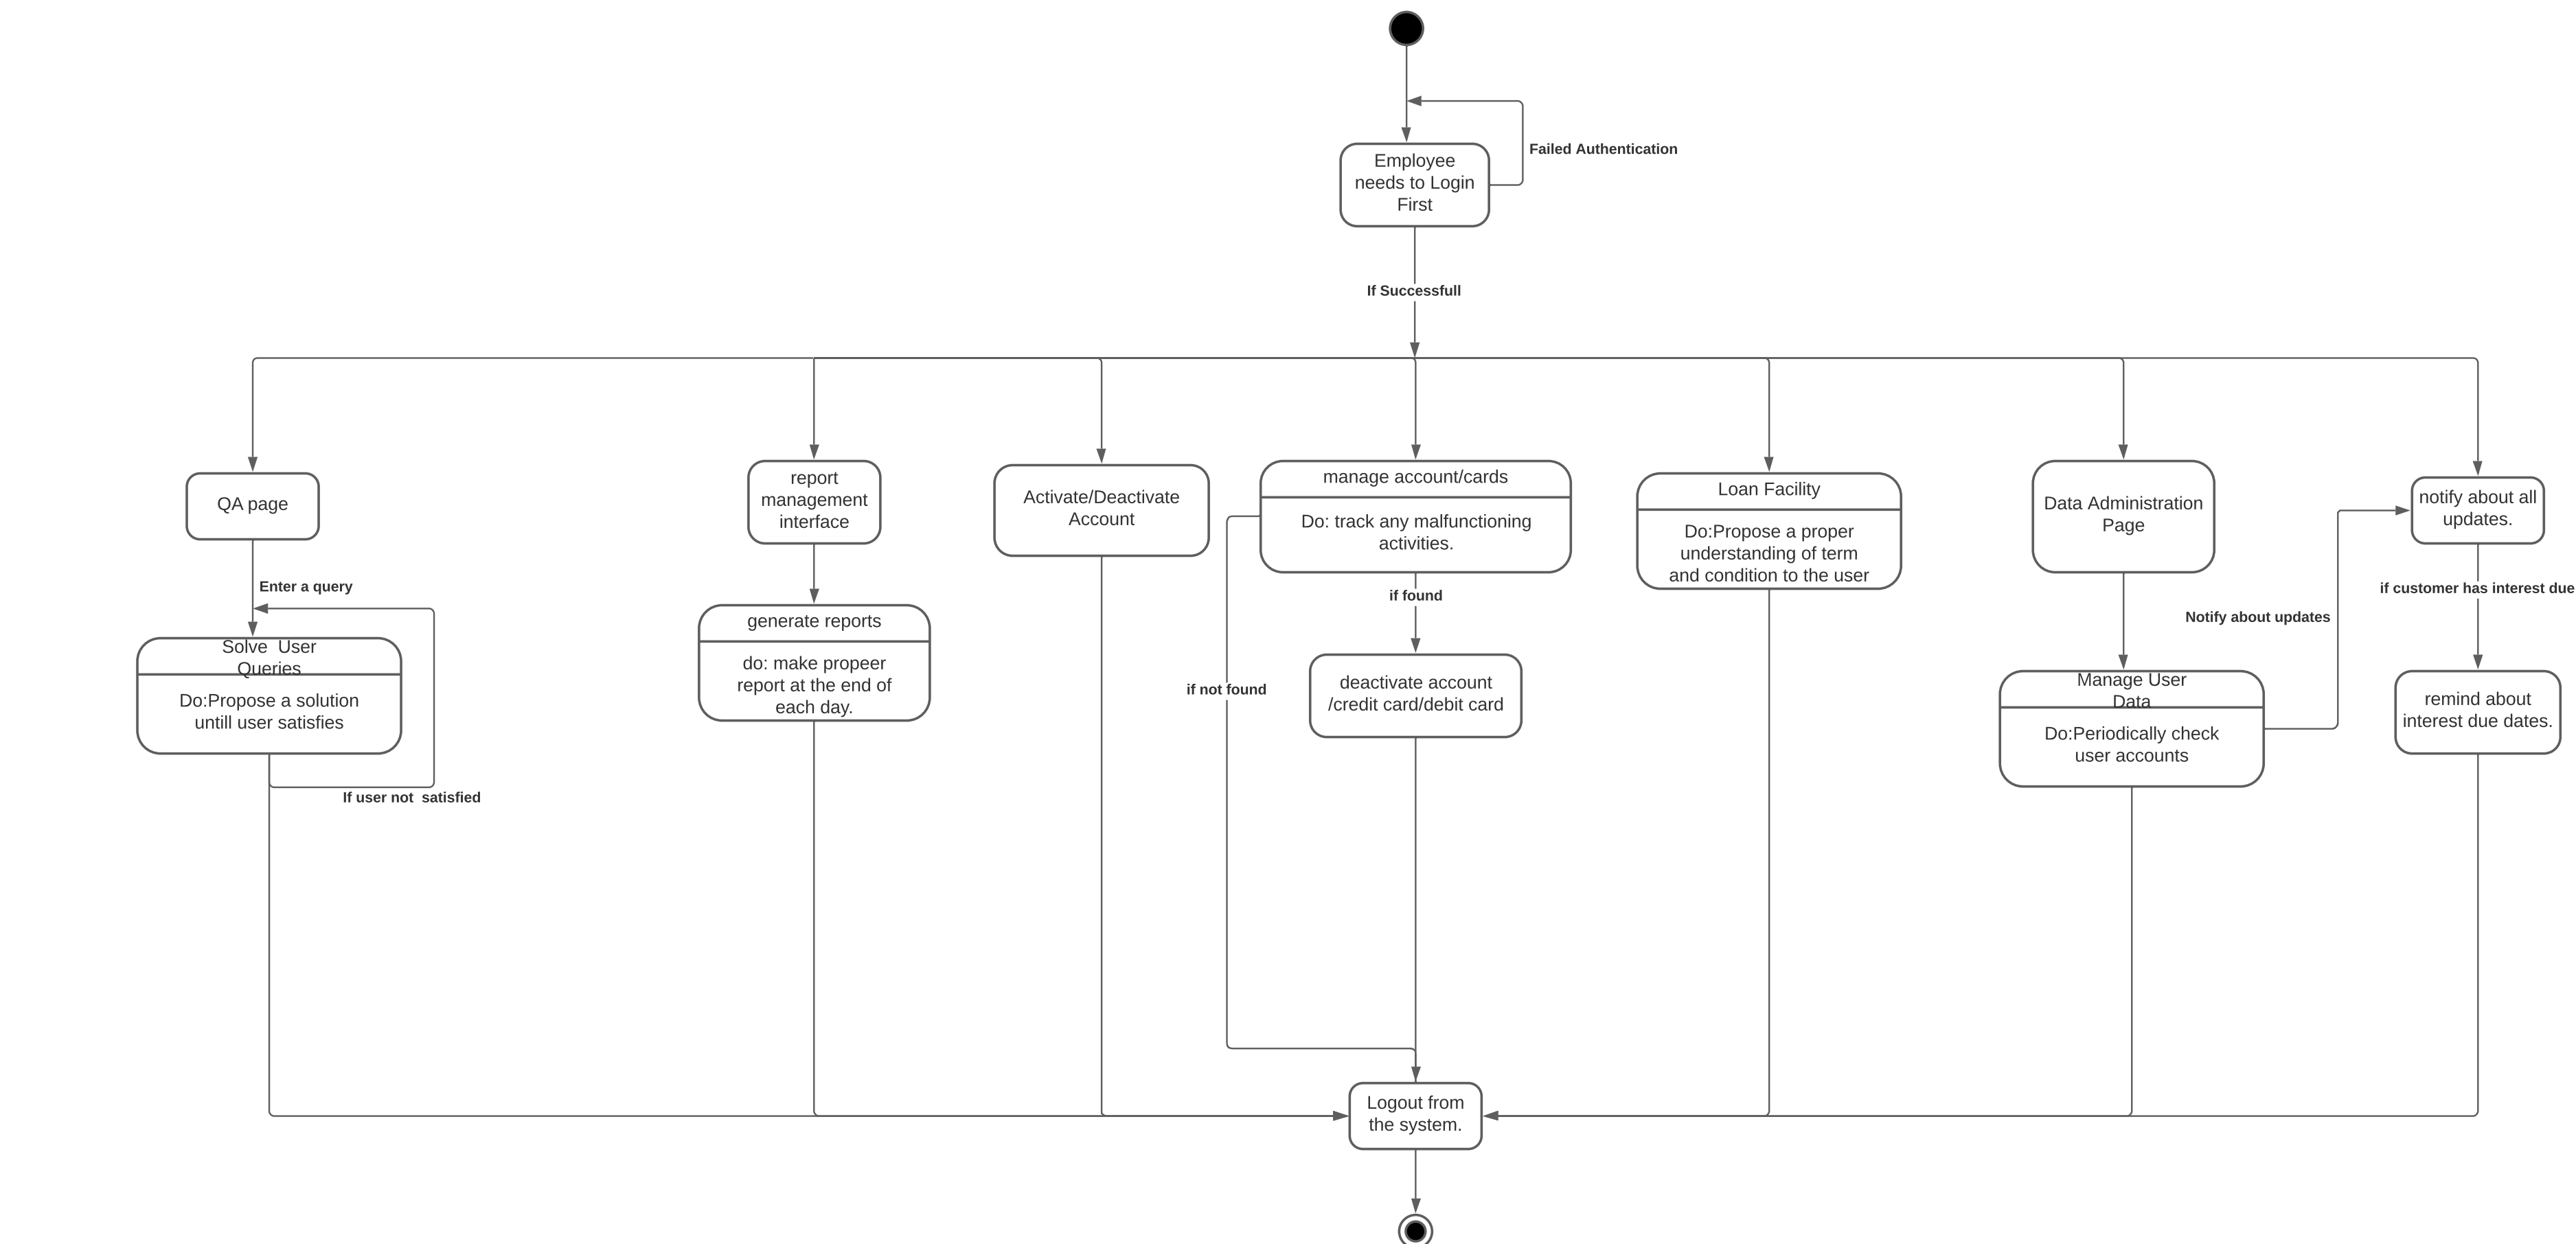 Failed Authentication
Employee
needs to Login
First
If Successfull
QA page
report
management
interface
Activate/Deactivate
Account
manage account/cards
Do: track any malfunctioning
activities.
Loan Facility
Do:Propose a proper
understanding of term
and condition to the user
Data Administration
Page
notify about all
updates.
Enter a query
if found
if customer has interest due
Notify about updates
Solve  User
Queries
Do:Propose a solution
untill user satisfies
generate reports
do: make propeer
report at the end of
each day.
if not found
deactivate account
/credit card/debit card
Manage User
Data
Do:Periodically check
user accounts
remind about
interest due dates.
If user not  satisfied
Logout from
the system.